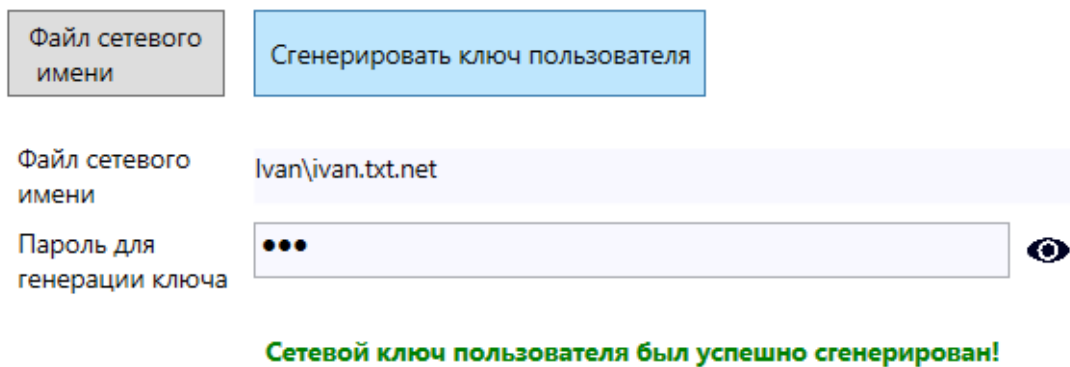 Файл сетевого
имени
Сгенерировать ключ пользователя
Файл сетевого
имени
Ivan\ivan.txt.net
Пароль для
генерации ключа
•••
Сетевой ключ пользователя был успешно сгенерирован!